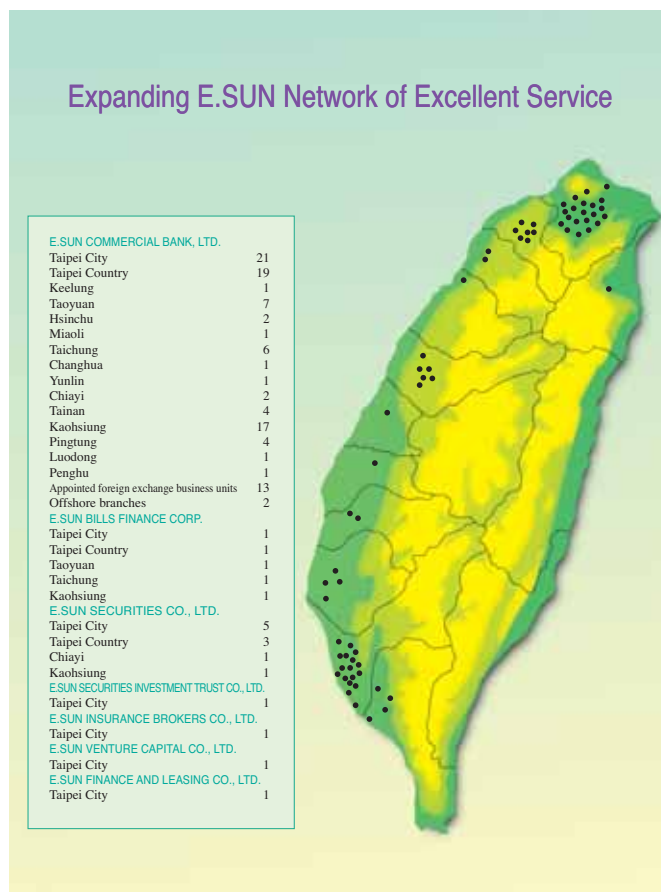 Expanding E.SUN Network of Excellent Service
E.SUN COMMERCIAL BANK, LTD.
Taipei City 21
Taipei Country 19
Keelung 1
Taoyuan 7
Hsinchu 2
Miaoli 1
Taichung 6
Changhua 1
Yunlin 1
Chiayi 2
Tainan 4
Kaohsiung 17
Pingtung 4
Luodong 1
Penghu 1
Appointed foreign exchange business units 13
Offshore branches 2
E.SUN BILLS FINANCE CORP.
Taipei City 1
Taipei Country 1
Taoyuan 1
Taichung 1
Kaohsiung 1
E.SUN SECURITIES CO., LTD.
Taipei City 5
Taipei Country 3
Chiayi 1
Kaohsiung 1
E.SUN SECURITIES INVESTMENT TRUST CO., LTD.
Taipei City 1
E.SUN INSURANCE BROKERS CO., LTD.
Taipei City 1
E.SUN VENTURE CAPITAL CO., LTD.
Taipei City 1
E.SUN FINANCE AND LEASING CO., LTD.
Taipei City 1